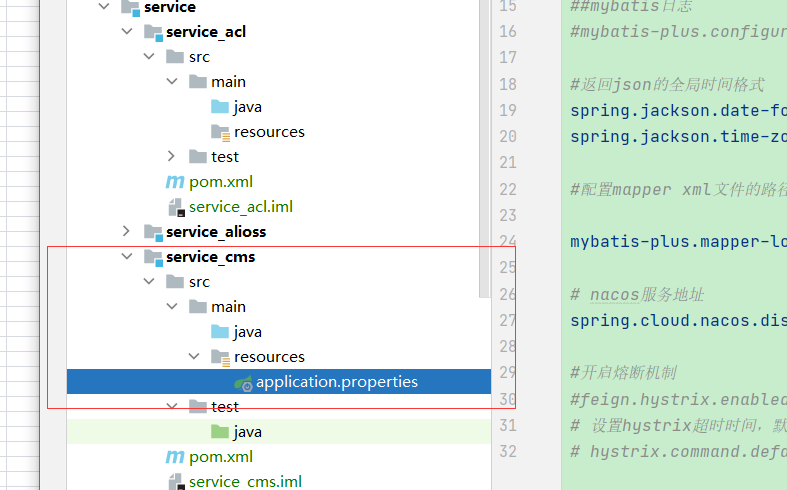 service
service_acl
src
main
java
resources
test
pom.xml
service_acl.iml
service_alioss
service_cms
src
main
java
resources
application.properties
test
java
pom.xml
service_cms.iml
15 ##mybatis日志
16 #mybatis-plus.configur
17
18 #返回json的全局时间格式
19 spring.jackson.date-fo
20 spring.jackson.time-zo
21
22 #配置mapper xml文件的路径
23
24 mybatis-plus.mapper-lo
25
26 # nacos服务地址
27 spring.cloud.nacos.dis
28
29 #开启熔断机制
30 #feign.hystrix.enabled
31 # 设置hystrix超时时间，默
32 # hystrix.command.defa